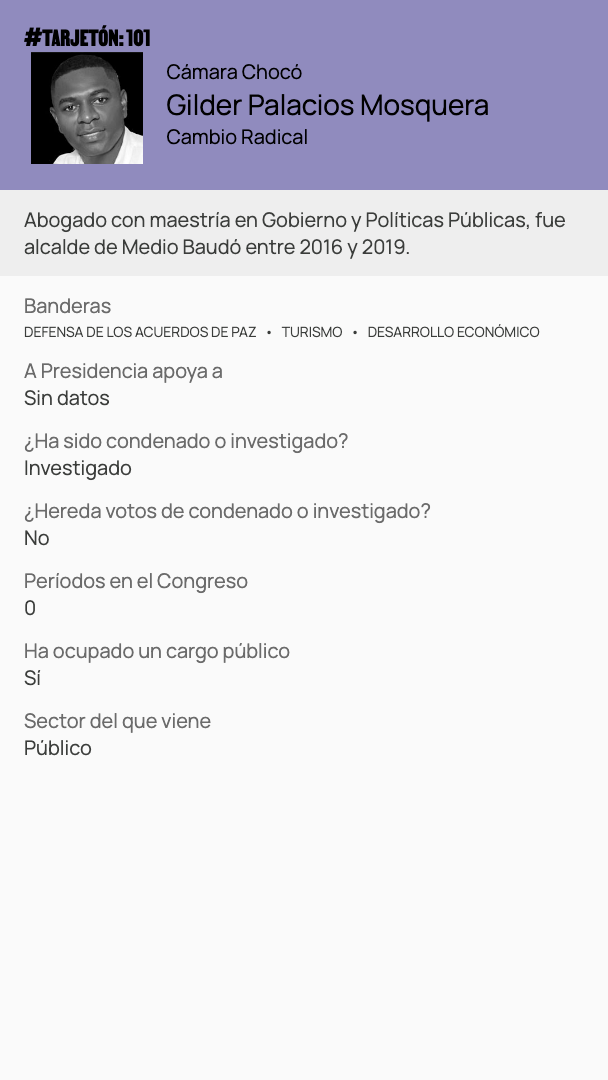 #TARJETÓN: 101
Cámara Chocó
Gilder Palacios Mosquera
Cambio Radical
Abogado con maestría en Gobierno y Políticas Públicas, fue
alcalde de Medio Baudó entre 2016 y 2019.
Banderas
DEFENSA DE LOS ACUERDOS DE PAZ • TURISMO • DESARROLLO ECONÓMICO
A Presidencia apoya a
Sin datos
¿Ha sido condenado o investigado?
Investigado
¿Hereda votos de condenado o investigado?
No
Períodos en el Congreso
0
Ha ocupado un cargo público
Sí
Sector del que viene
Público